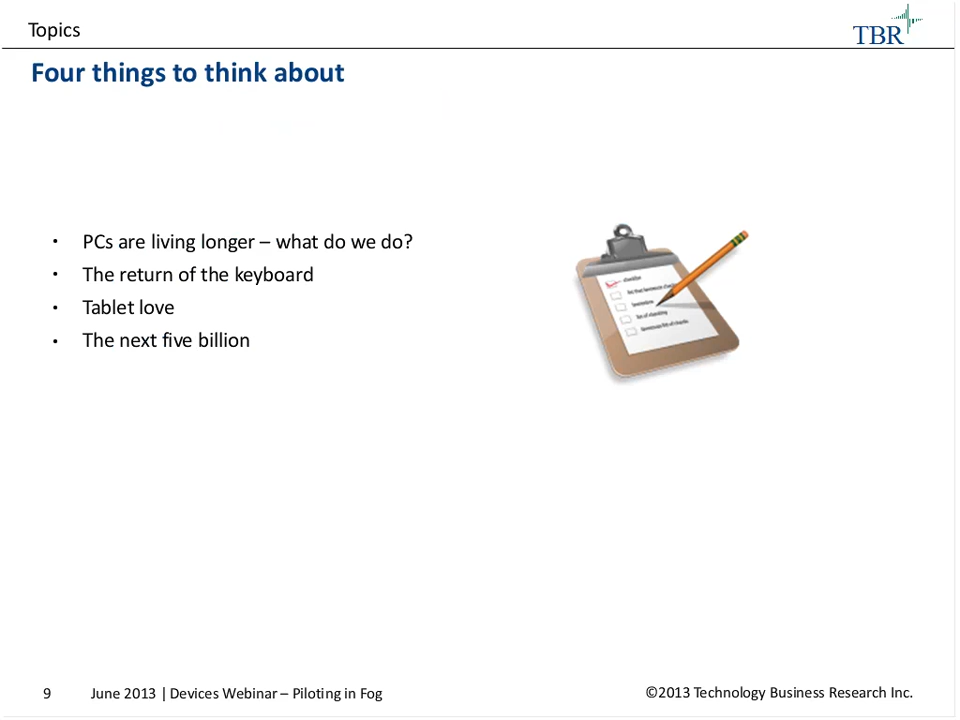 Topics
TBR
Four things to think about
• PCs are living longer – what do we do?
• The return of the keyboard
• Tablet love
• The next five billion
checklist
9 June 2013 | Devices Webinar – Piloting in Fog
©2013 Technology Business Research Inc.